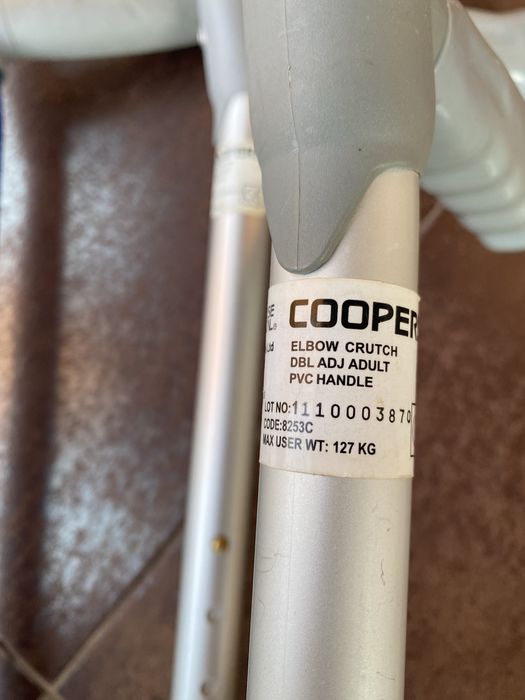 COOPER
ELBOW CRUTCH
DBL ADJ ADULT
PVC HANDLE
LOT NO:1110003870
CODE:8253C
MAX USER WT: 127 KG